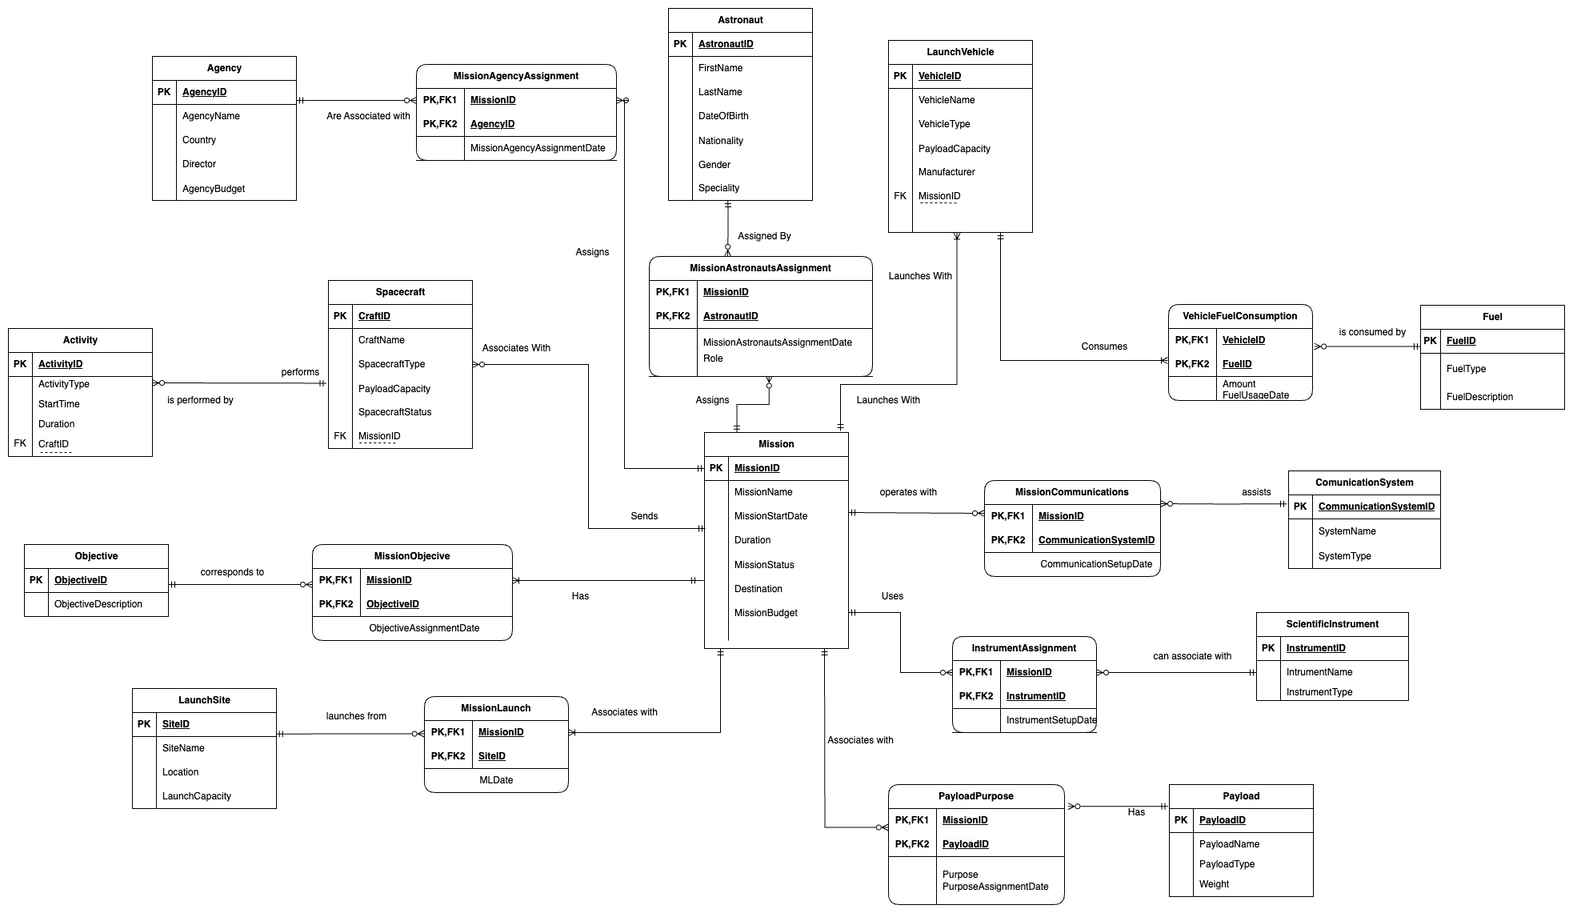 Astronaut
PK AstronautID
FirstName
LastName
DateOfBirth
Nationality
Gender
Speciality
LaunchVehicle
PK VehicleID
VehicleName
VehicleType
PayloadCapacity
Manufacturer
FK MissionID
Agency
PK AgencyID
AgencyName
Country
Director
AgencyBudget
Are Associated with
MissionAgencyAssignment
PK,FK1 MissionID
PK,FK2 AgencyID
MissionAgencyAssignmentDate
Assigns
Assigned By
Launches With
MissionAstronautsAssignment
PK,FK1 MissionID
PK,FK2 AstronautID
MissionAstronautsAssignmentDate
Role
Assigns
Launches With
Spacecraft
PK CraftID
CraftName
SpacecraftType
PayloadCapacity
SpacecraftStatus
FK MissionID
Associates With
Sends
Activity
PK ActivityID
ActivityType
StartTime
Duration
FK CraftID
performs
is performed by
Consumes
VehicleFuelConsumption
PK,FK1 VehicleID
PK,FK2 FuelID
Amount
FuelUsageDate
is consumed by
Fuel
PK FuelID
FuelType
FuelDescription
Mission
PK MissionID
MissionName
MissionStartDate
Duration
MissionStatus
Destination
MissionBudget
operates with
MissionCommunications
PK,FK1 MissionID
PK,FK2 CommunicationSystemID
CommunicationSetupDate
assists
ComunicationSystem
PK CommunicationSystemID
SystemName
SystemType
Objective
PK ObjectiveID
ObjectiveDescription
corresponds to
MissionObjecive
PK,FK1 MissionID
PK,FK2 ObjectiveID
ObjectiveAssignmentDate
Has
Uses
InstrumentAssignment
PK,FK1 MissionID
PK,FK2 InstrumentID
InstrumentSetupDate
can associate with
ScientificInstrument
PK InstrumentID
IntrumentName
InstrumentType
LaunchSite
PK SiteID
SiteName
Location
LaunchCapacity
launches from
MissionLaunch
PK,FK1 MissionID
PK,FK2 SiteID
MLDate
Associates with
Associates with
PayloadPurpose
PK,FK1 MissionID
PK,FK2 PayloadID
Purpose
PurposeAssignmentDate
Has
Payload
PK PayloadID
PayloadName
PayloadType
Weight